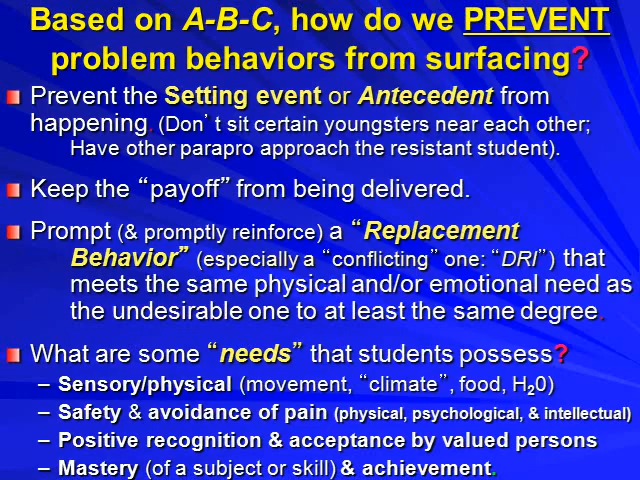 Based on A-B-C, how do we PREVENT
problem behaviors from surfacing?
Prevent the Setting event or Antecedent from
happening. (Don’ t sit certain youngsters near each other;
Have other parapro approach the resistant student).
Keep the “payoff” from being delivered.
Prompt (& promptly reinforce) a “Replacement
Behavior” (especially a “conflicting” one: “DRI”) that
meets the same physical and/or emotional need as
the undesirable one to at least the same degree.
What are some “needs” that students possess?
– Sensory/physical (movement, “climate”, food, H₂0)
– Safety & avoidance of pain (physical, psychological, & intellectual)
– Positive recognition & acceptance by valued persons
– Mastery (of a subject or skill) & achievement.